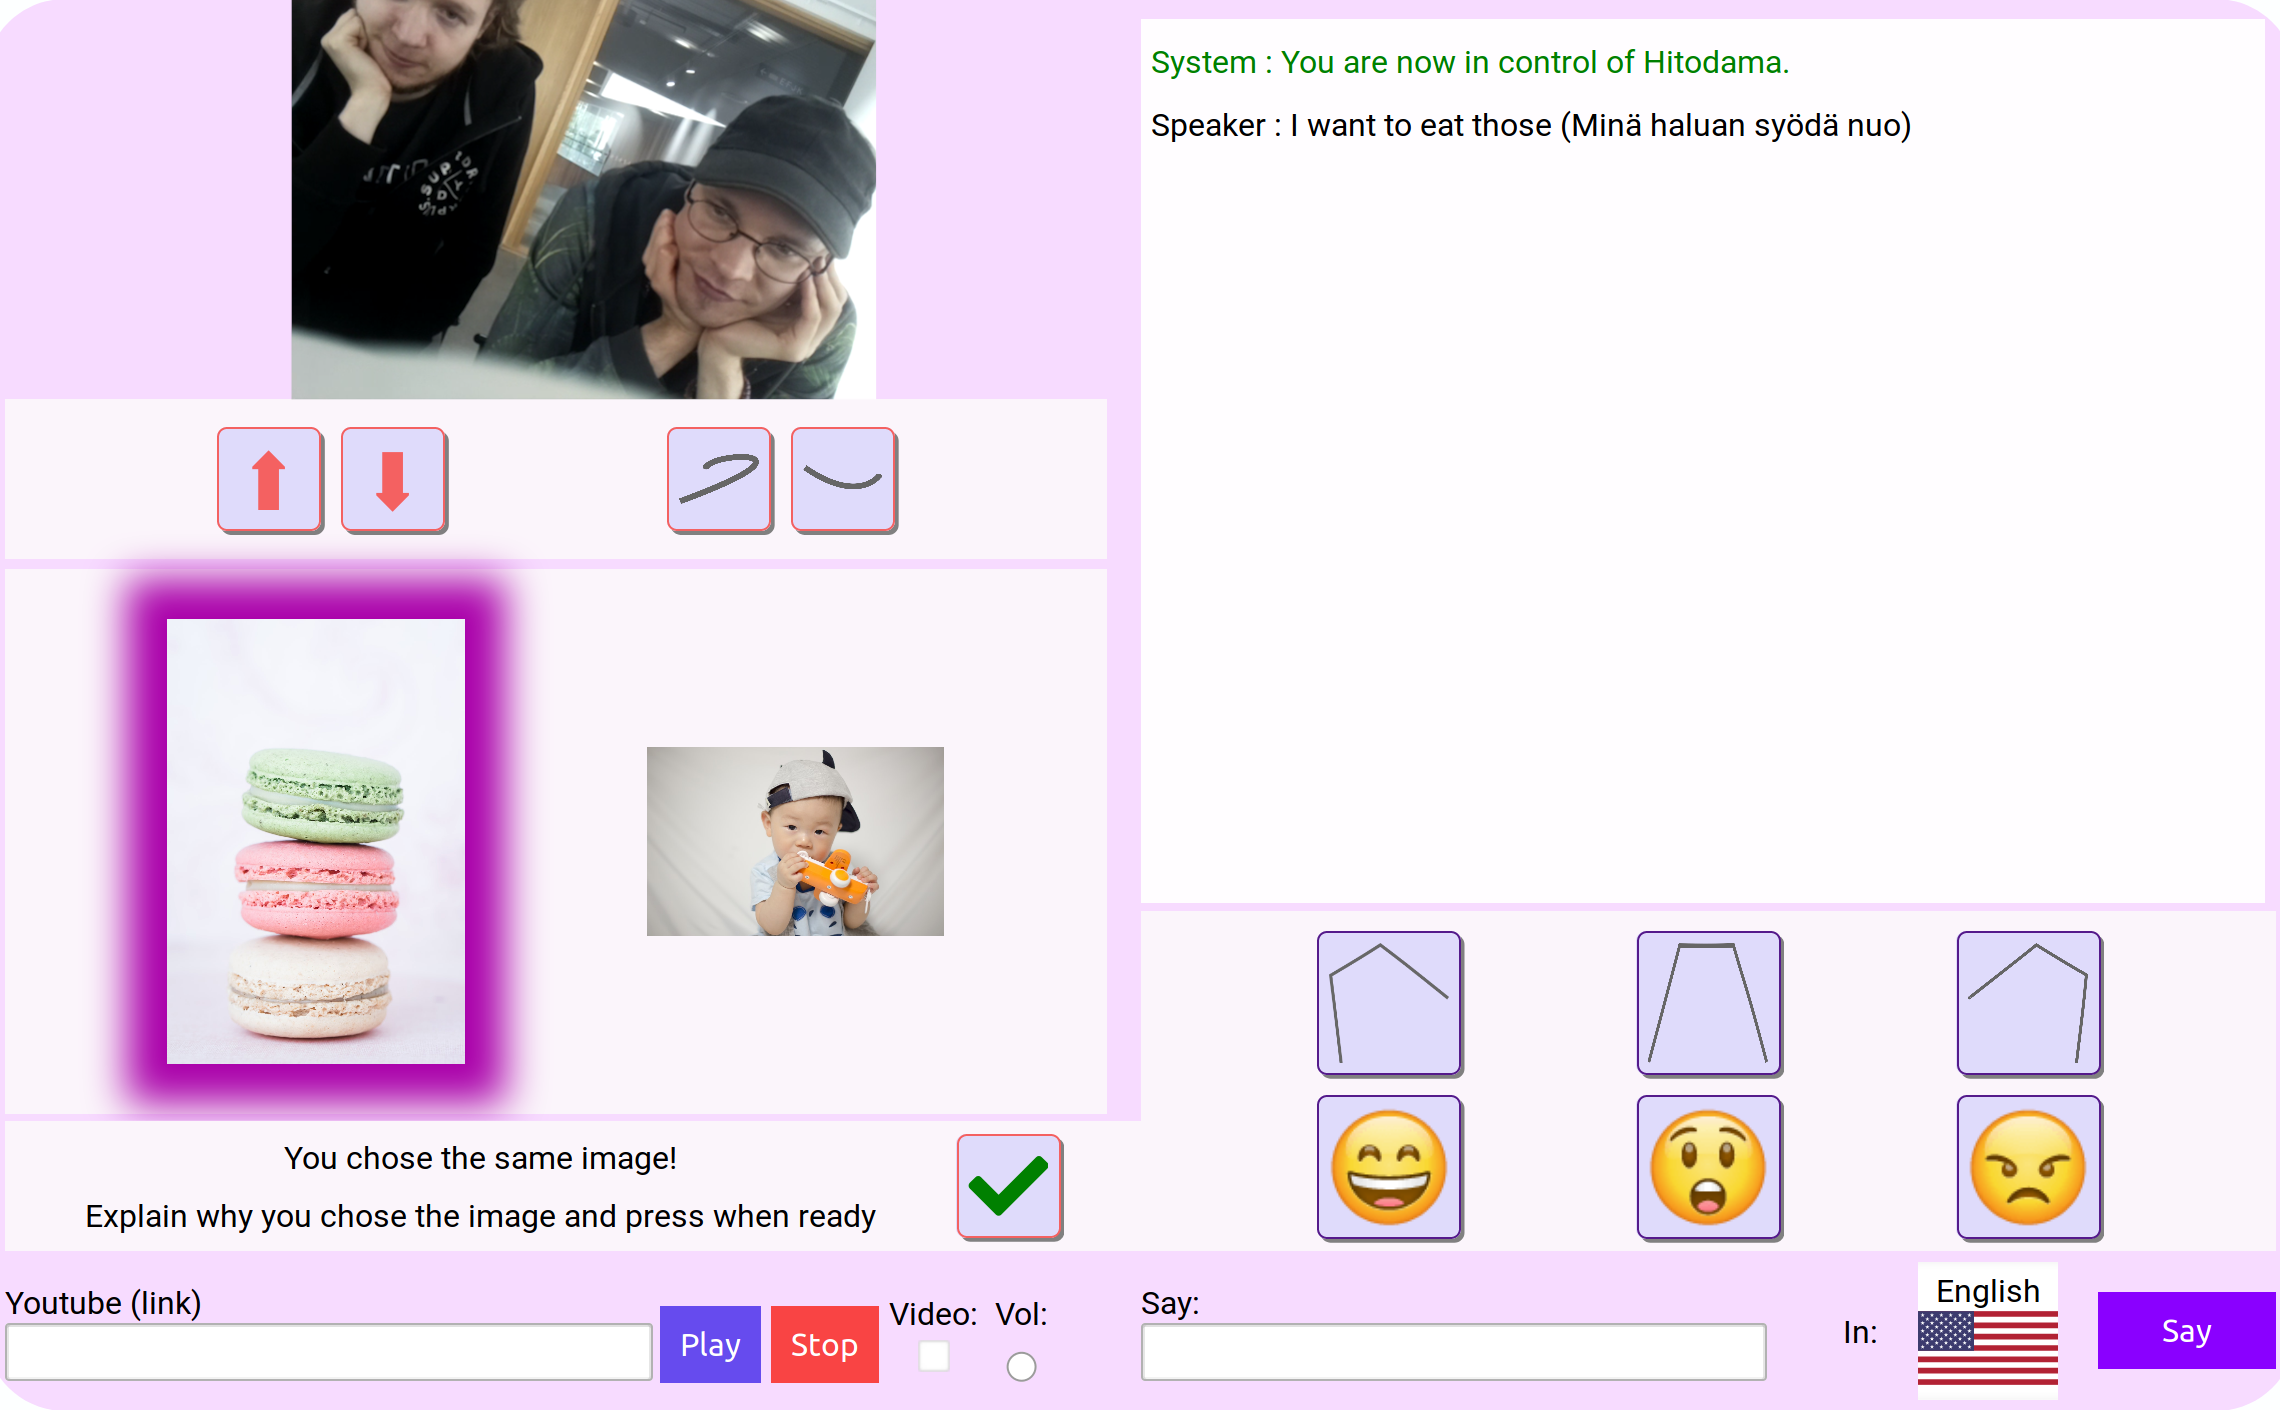 System : You are now in control of Hitodama.
Speaker : I want to eat those (Minä haluan syödä nuo)
You chose the same image!
Explain why you chose the image and press when ready
Youtube (link)
Play
Stop
Video:
Vol:
Say:
In:
English
Say